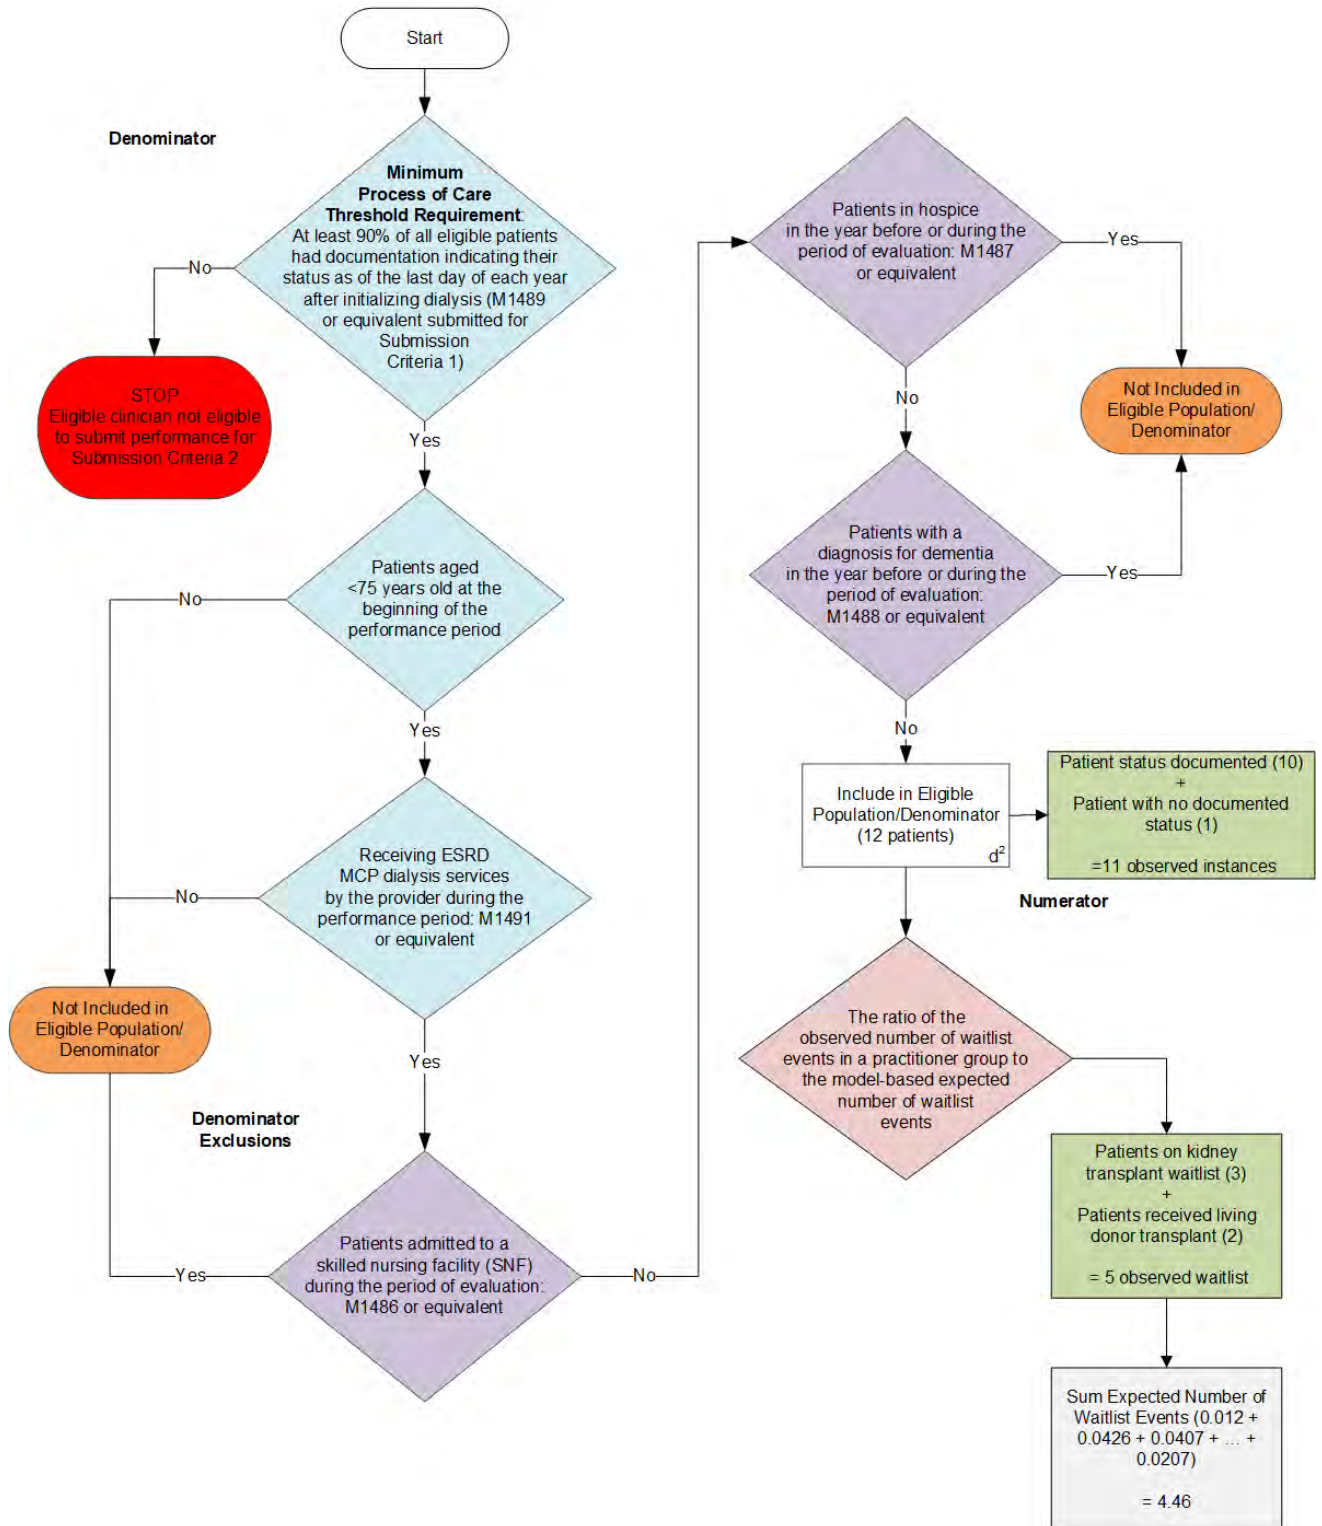 Start
Denominator
Minimum
Process of Care
Threshold Requirement:
At least 90% of all eligible patients
had documentation indicating their
status as of the last day of each year
after initializing dialysis (M1489
or equivalent submitted for
Submission
Criteria 1)
No
STOP
Eligible clinician not eligible
to submit performance for
Submission Criteria 2
Yes
Patients aged
<75 years old at the
beginning of the
performance period
No
Yes
Receiving ESRD
MCP dialysis services
by the provider during the
performance period: M1491
or equivalent
No
Not Included in
Eligible Population/
Denominator
Yes
Denominator
Exclusions
Patients admitted to a
skilled nursing facility (SNF)
during the period of evaluation:
M1486 or equivalent
Yes
No
Patients in hospice
in the year before or during the
period of evaluation: M1487
or equivalent
Yes
Not Included in
Eligible Population/
Denominator
No
Patients with a
diagnosis for dementia
in the year before or during the
period of evaluation:
M1488 or equivalent
Yes
No
Include in Eligible
Population/Denominator
(12 patients)
d²
Patient status documented (10)
+
Patient with no documented
status (1)
=11 observed instances
Numerator
The ratio of the
observed number of waitlist
events in a practitioner group to
the model-based expected
number of waitlist
events
Patients on kidney
transplant waitlist (3)
+
Patients received living
donor transplant (2)
= 5 observed waitlist
Sum Expected Number of
Waitlist Events (0.012 +
0.0426 + 0.0407 + ... +
0.0207)
= 4.46